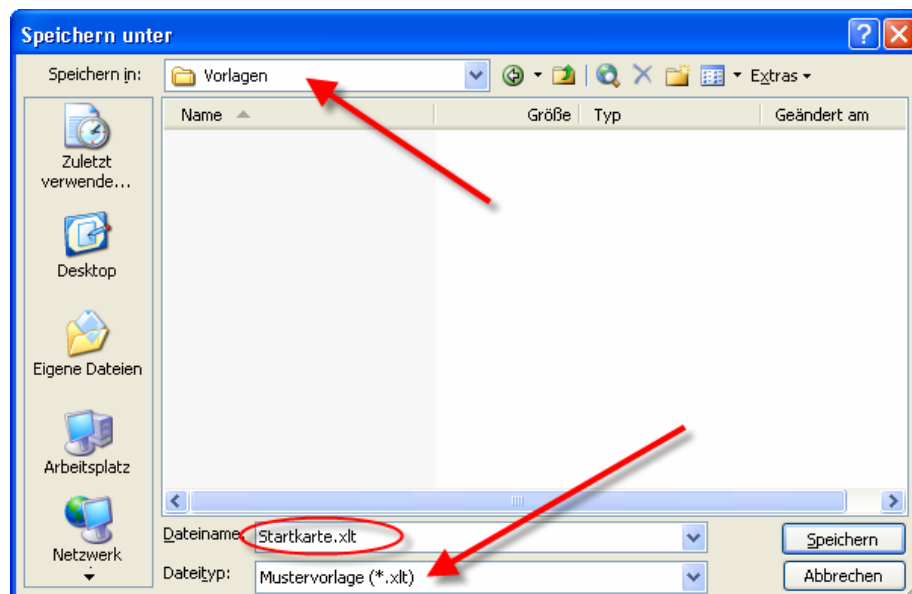 Speichern unter
Speichern in:
Vorlagen
Extras
Name
Größe
Typ
Geändert am
Zuletzt
verwende...
Desktop
Eigene Dateien
Arbeitsplatz
Netzwerk
Dateiname:
Startkarte.xlt
Speichern
Dateityp:
Mustervorlage (*.xlt)
Abbrechen